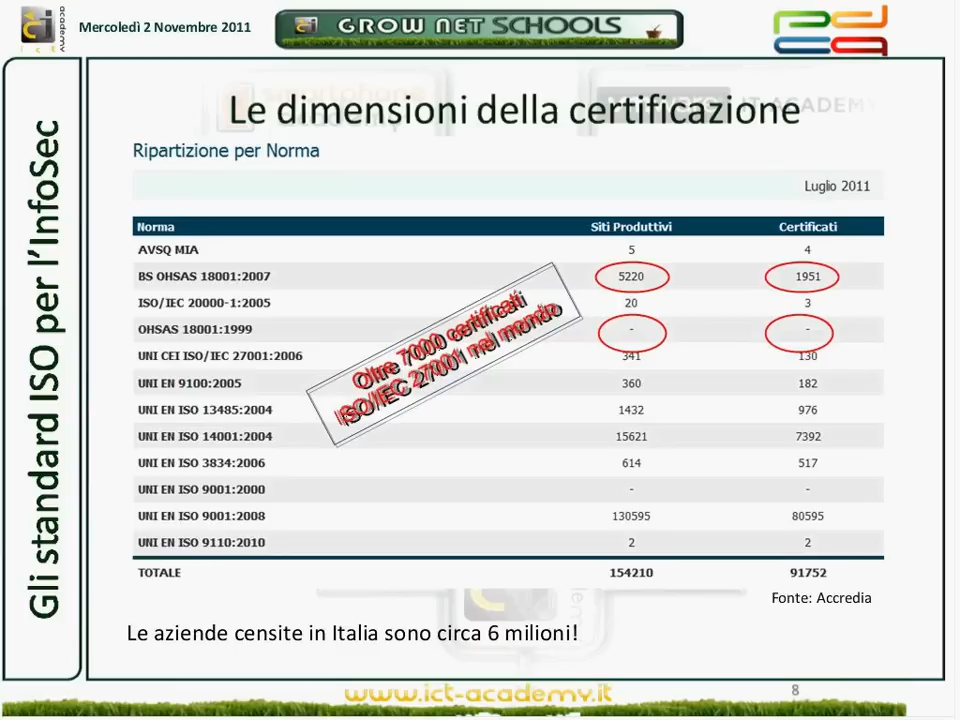 ici academy
Mercoledì 2 Novembre 2011
GROW NET SCHOOLS
Gli standard ISO per l'InfoSec
Le dimensioni della certificazione
Ripartizione per Norma
Luglio 2011
Norma Siti Produttivi Certificati
AVSQ MIA 5 4
BS OHSAS 18001:2007 5220 1951
ISO/IEC 20000-1:2005 20 3
OHSAS 18001:1999 - -
UNI CEI ISO/IEC 27001:2006 341 130
UNI EN 9100:2005 360 182
UNI EN ISO 13485:2004 1432 976
UNI EN ISO 14001:2004 15621 7392
UNI EN ISO 3834:2006 614 517
UNI EN ISO 9001:2000 - -
UNI EN ISO 9001:2008 130595 80595
UNI EN ISO 9110:2010 2 2
TOTALE 154210 91752
Oltre 7000 certificati
ISO/IEC 27001 nel mondo
Fonte: Accredia
Le aziende censite in Italia sono circa 6 milioni!
www.ict-academy.it
8